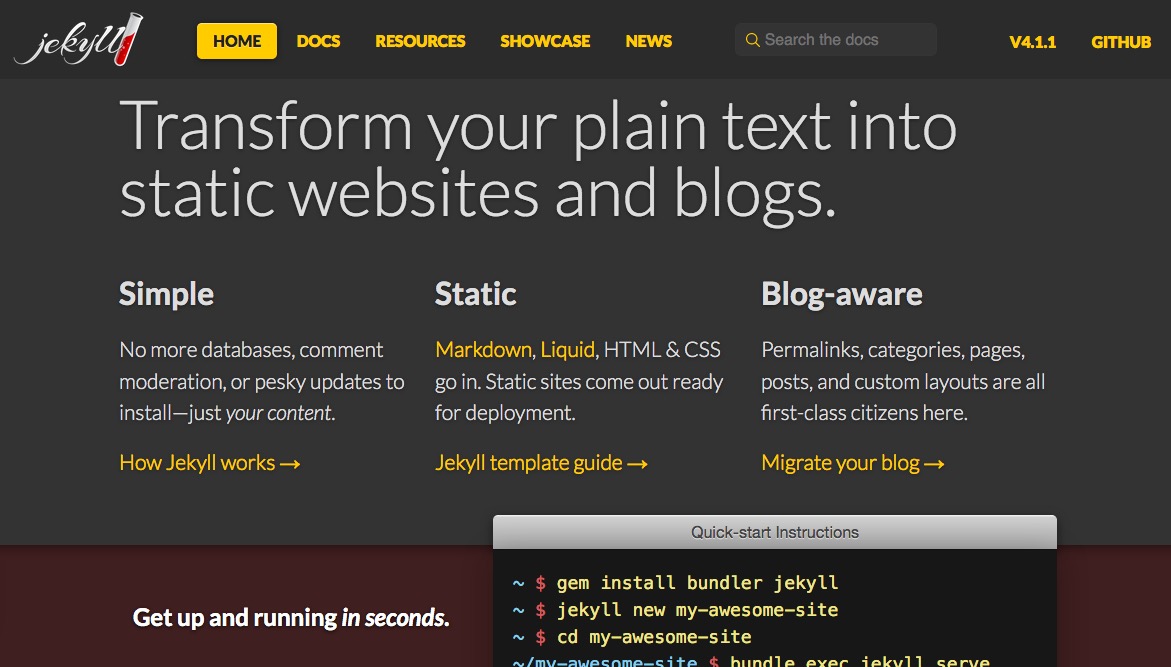 jekyll
HOME DOCS RESOURCES SHOWCASE NEWS Search the docs V4.1.1 GITHUB
Transform your plain text into
static websites and blogs.
Simple
No more databases, comment
moderation, or pesky updates to
install—just your content.
How Jekyll works →
Static
Markdown, Liquid, HTML & CSS
go in. Static sites come out ready
for deployment.
Jekyll template guide →
Blog-aware
Permalinks, categories, pages,
posts, and custom layouts are all
first-class citizens here.
Migrate your blog →
Get up and running in seconds.
Quick-start Instructions
~ $ gem install bundler jekyll
~ $ jekyll new my-awesome-site
~ $ cd my-awesome-site
~/my-awesome-site $ bundle exec jekyll serve